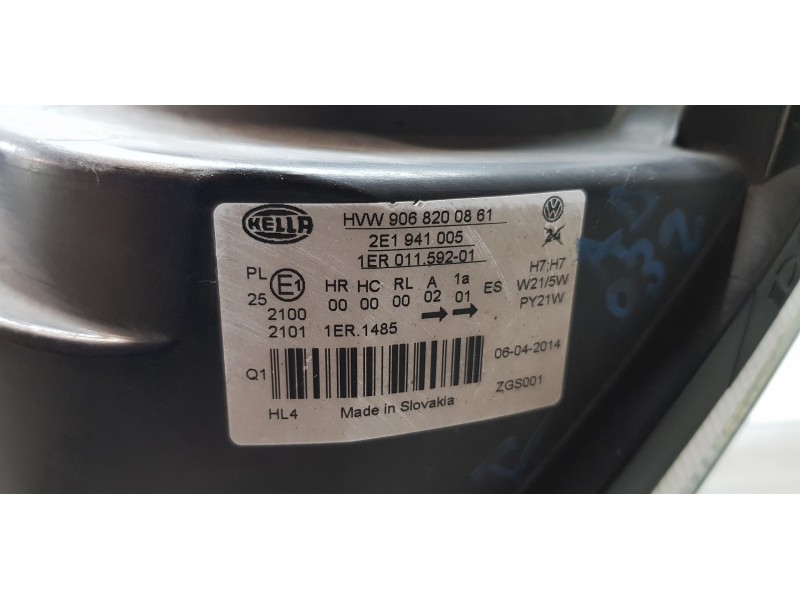 HELLA
HVW 906 820 08 61
2E1 941 005
1ER 011.592-01
PL E1 HR HC RL A 1a ES H7;H7
25 00 00 00 02 01 W21/5W
2100 PY21W
2101 1ER.1485
06-04-2014
Q1
HL4 Made in Slovakia ZGS001
032